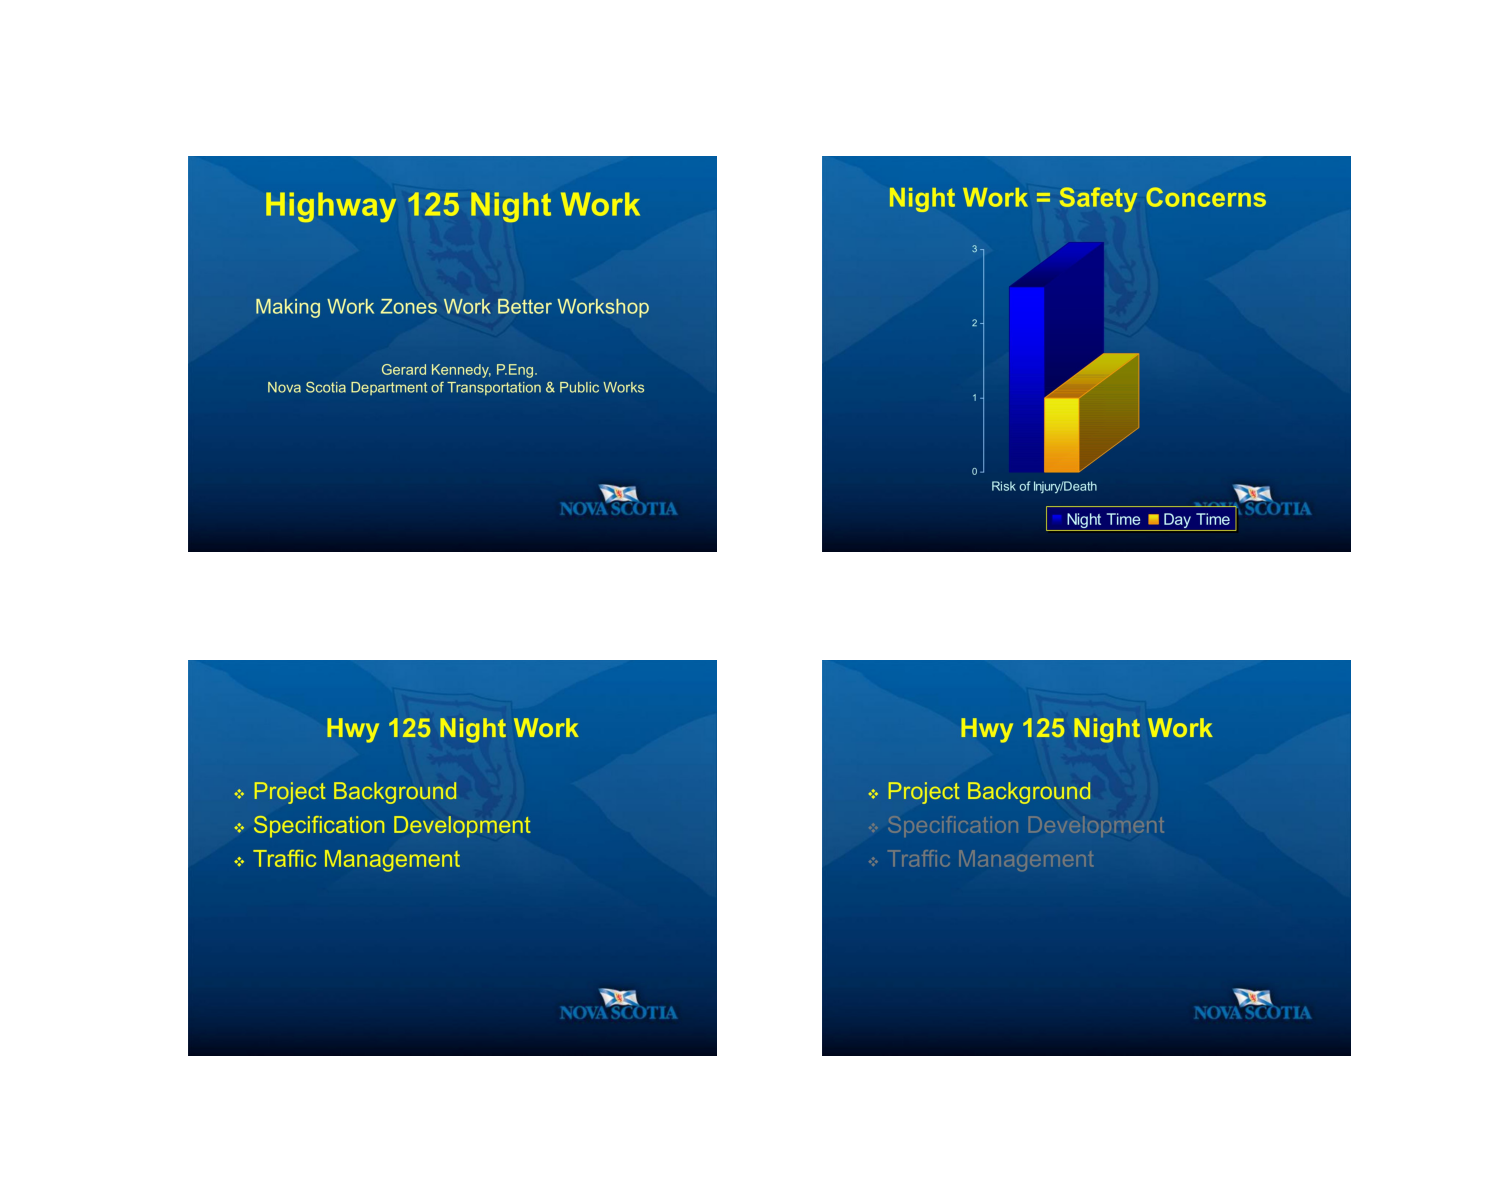 Highway 125 Night Work
Making Work Zones Work Better Workshop
Gerard Kennedy, P.Eng.
Nova Scotia Department of Transportation & Public Works
NOVA SCOTIA
Night Work = Safety Concerns
3
2
1
0
Risk of Injury/Death
Night Time Day Time
NOVA SCOTIA
Hwy 125 Night Work
❖ Project Background
❖ Specification Development
❖ Traffic Management
NOVA SCOTIA
Hwy 125 Night Work
❖ Project Background
❖ Specification Development
❖ Traffic Management
NOVA SCOTIA